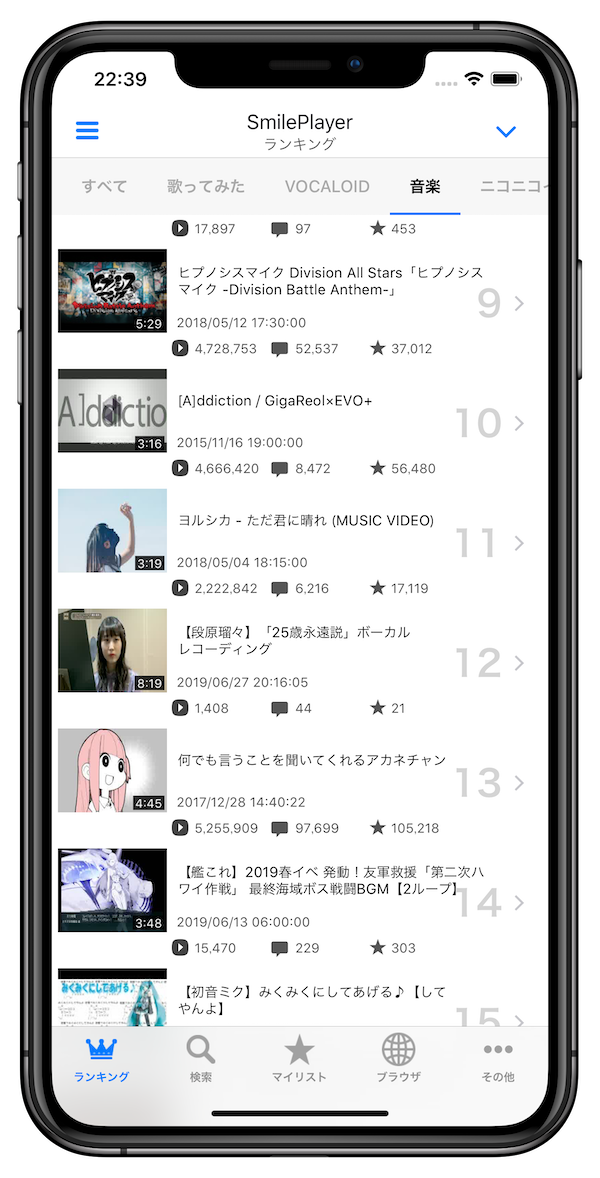 22:39
SmilePlayer
ランキング
すべて
歌ってみた
VOCALOID
音楽
ニコニコイ
17,897 97 453
ヒプノシスマイク Division All Stars「ヒプノシス
マイク -Division Battle Anthem-」
9
5:29
2018/05/12 17:30:00
4,728,753 52,537 37,012
A]ddictio
[A]ddiction / GigaReol×EVO+
10
3:16
2015/11/16 19:00:00
4,666,420 8,472 56,480
ヨルシカ - ただ君に晴れ (MUSIC VIDEO)
11
3:19
2018/05/04 18:15:00
2,222,842 6,216 17,119
【段原瑠々】「25歳永遠説」ボーカル
レコーディング
12
8:19
2019/06/27 20:16:05
1,408 44 21
何でも言うことを聞いてくれるアカネチャン
13
4:45
2017/12/28 14:40:22
5,255,909 97,699 105,218
【艦これ】2019春イベ 発動！友軍救援「第二次ハ
ワイ作戦」 最終海域ボス戦闘BGM【2ループ】
14
3:48
2019/06/13 06:00:00
15,470 229 303
みくみくにしてあげる♪
【初音ミク】みくみくにしてあげる♪【して
やんよ】
15
ランキング
検索
マイリスト
ブラウザ
その他